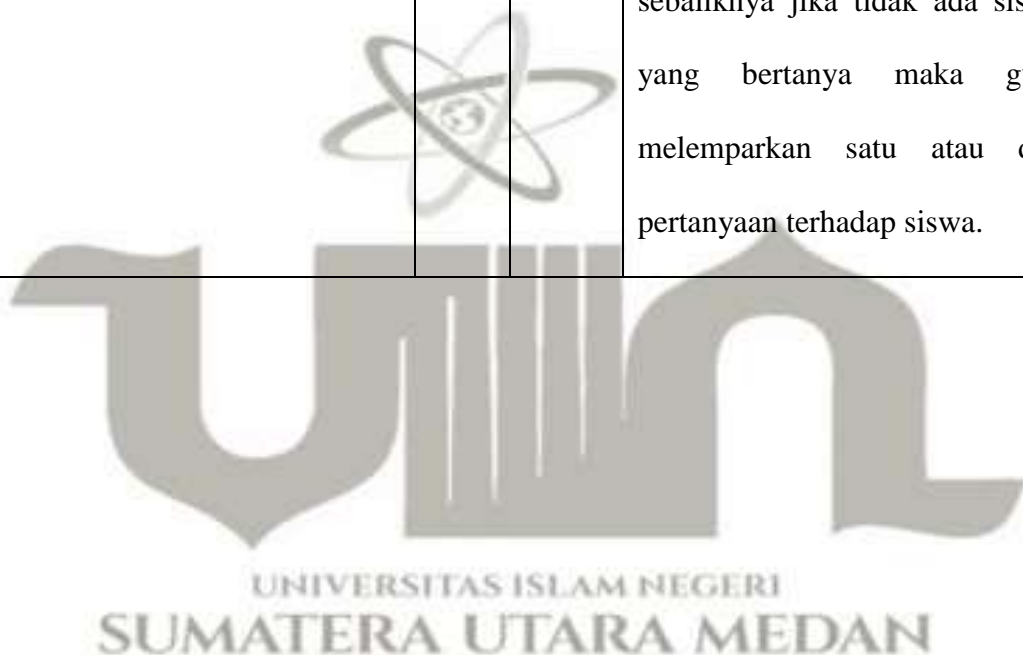 yang bertanya maka
melemparkan satu atau
pertanyaan terhadap siswa.
UNIVERSITAS ISLAM NEGERI
SUMATERA UTARA MEDAN